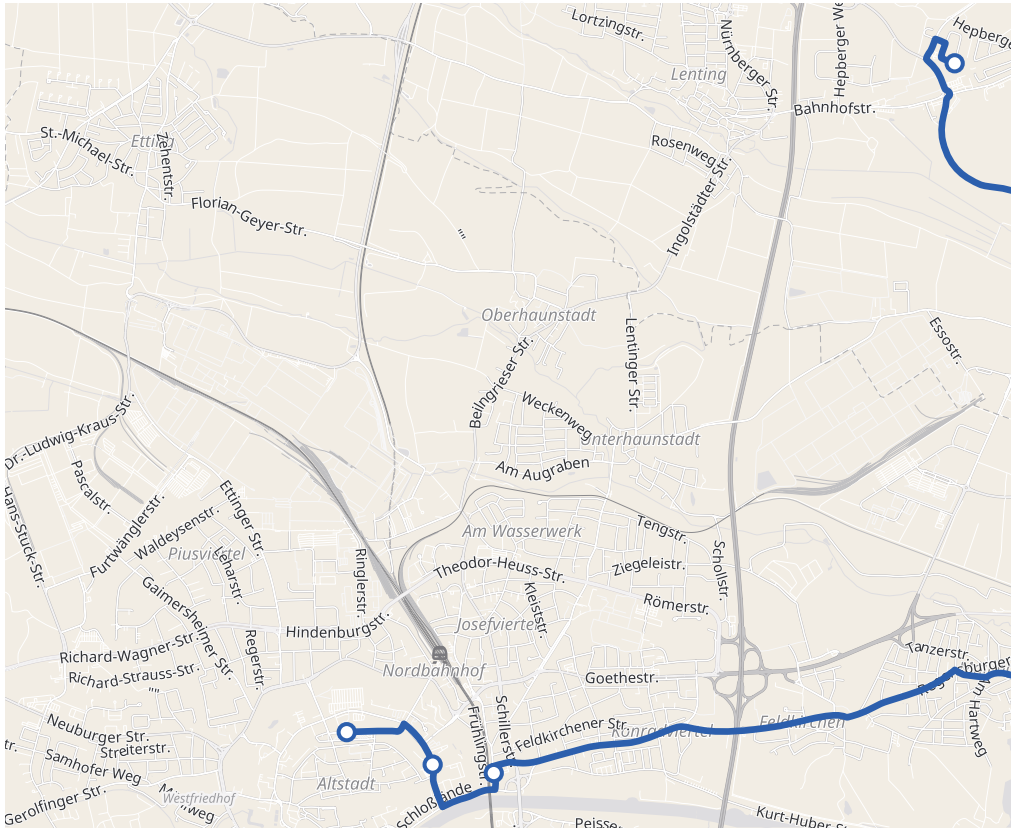 Lortzingstr.
Nürnberger Str.
Hepberger We
Hepberge
Lenting
Bahnhofstr.
St.-Michael-Str.
Etting
Zehentstr.
Rosenweg
Florian-Geyer-Str.
Ingolstädter Str.
""
Oberhaunstadt
Lentinger Str.
Essostr.
Beilngrieser Str.
Weckenweg
Unterhaunstadt
Dr.-Ludwig-Kraus-Str.
Am Augraben
Pascalstr.
Hans-Stuck-Str.
Furtwänglerstr.
Waldeysenstr.
Ettinger Str.
Piusviertel
Leharstr.
Ringlerstr.
Am Wasserwerk
Tengstr.
Schollstr.
Theodor-Heuss-Str.
Ziegeleistr.
Kleiststr.
Römerstr.
Gaimersheimer Str.
Hindenburgstr.
Josefviertel
Richard-Wagner-Str.
Regerstr.
Tanzerstr.
Nordbahnhof
Richard-Strauss-Str.
""
Goethestr.
Am Hartweg
Schillerstr.
Frühlingstr.
Neuburger Str.
Streiterstr.
Feldkirchener Str.
Konradviertel
Feldkirchen
Samhofer Weg
Altstadt
Westfriedhof
Gerolfinger Str.
Schloßlände
Kurt-Huber-S
Peisse